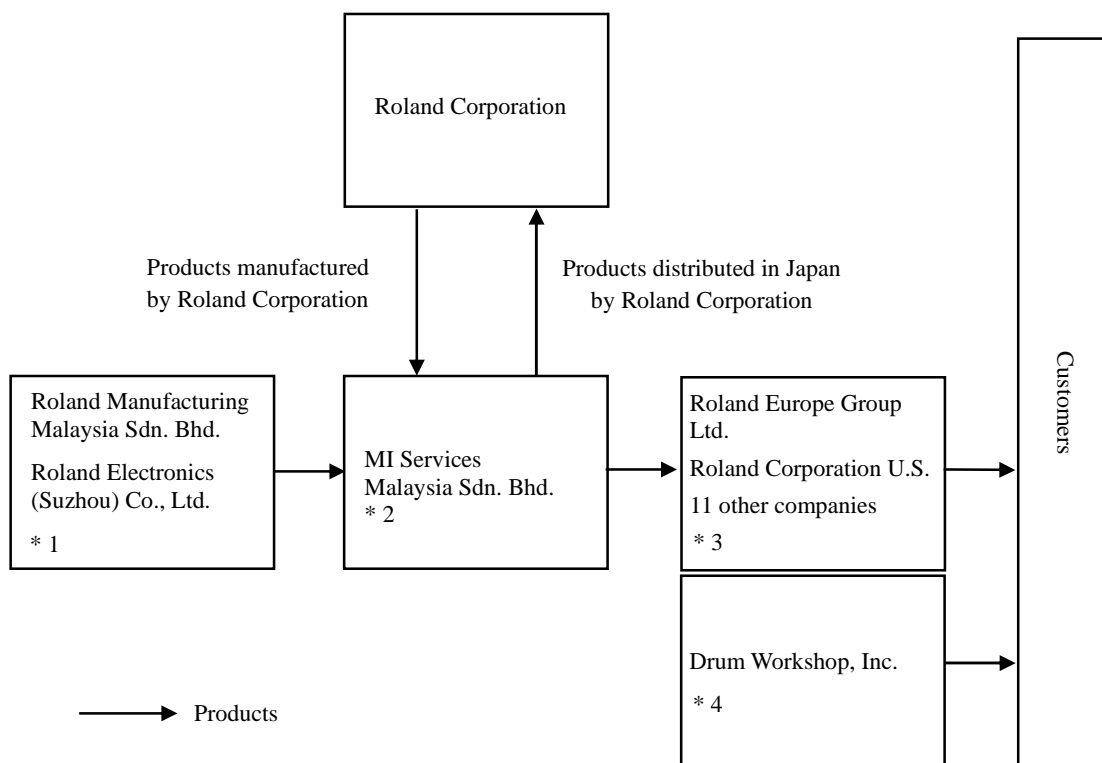 Roland Corporation
Products manufactured
by Roland Corporation
Products distributed in Japan
by Roland Corporation
Roland Manufacturing
Malaysia Sdn. Bhd.
Roland Electronics
(Suzhou) Co., Ltd.
* 1
MI Services
Malaysia Sdn. Bhd.
* 2
Roland Europe Group
Ltd.
Roland Corporation U.S.
11 other companies
* 3
Drum Workshop, Inc.
* 4
Customers
Products